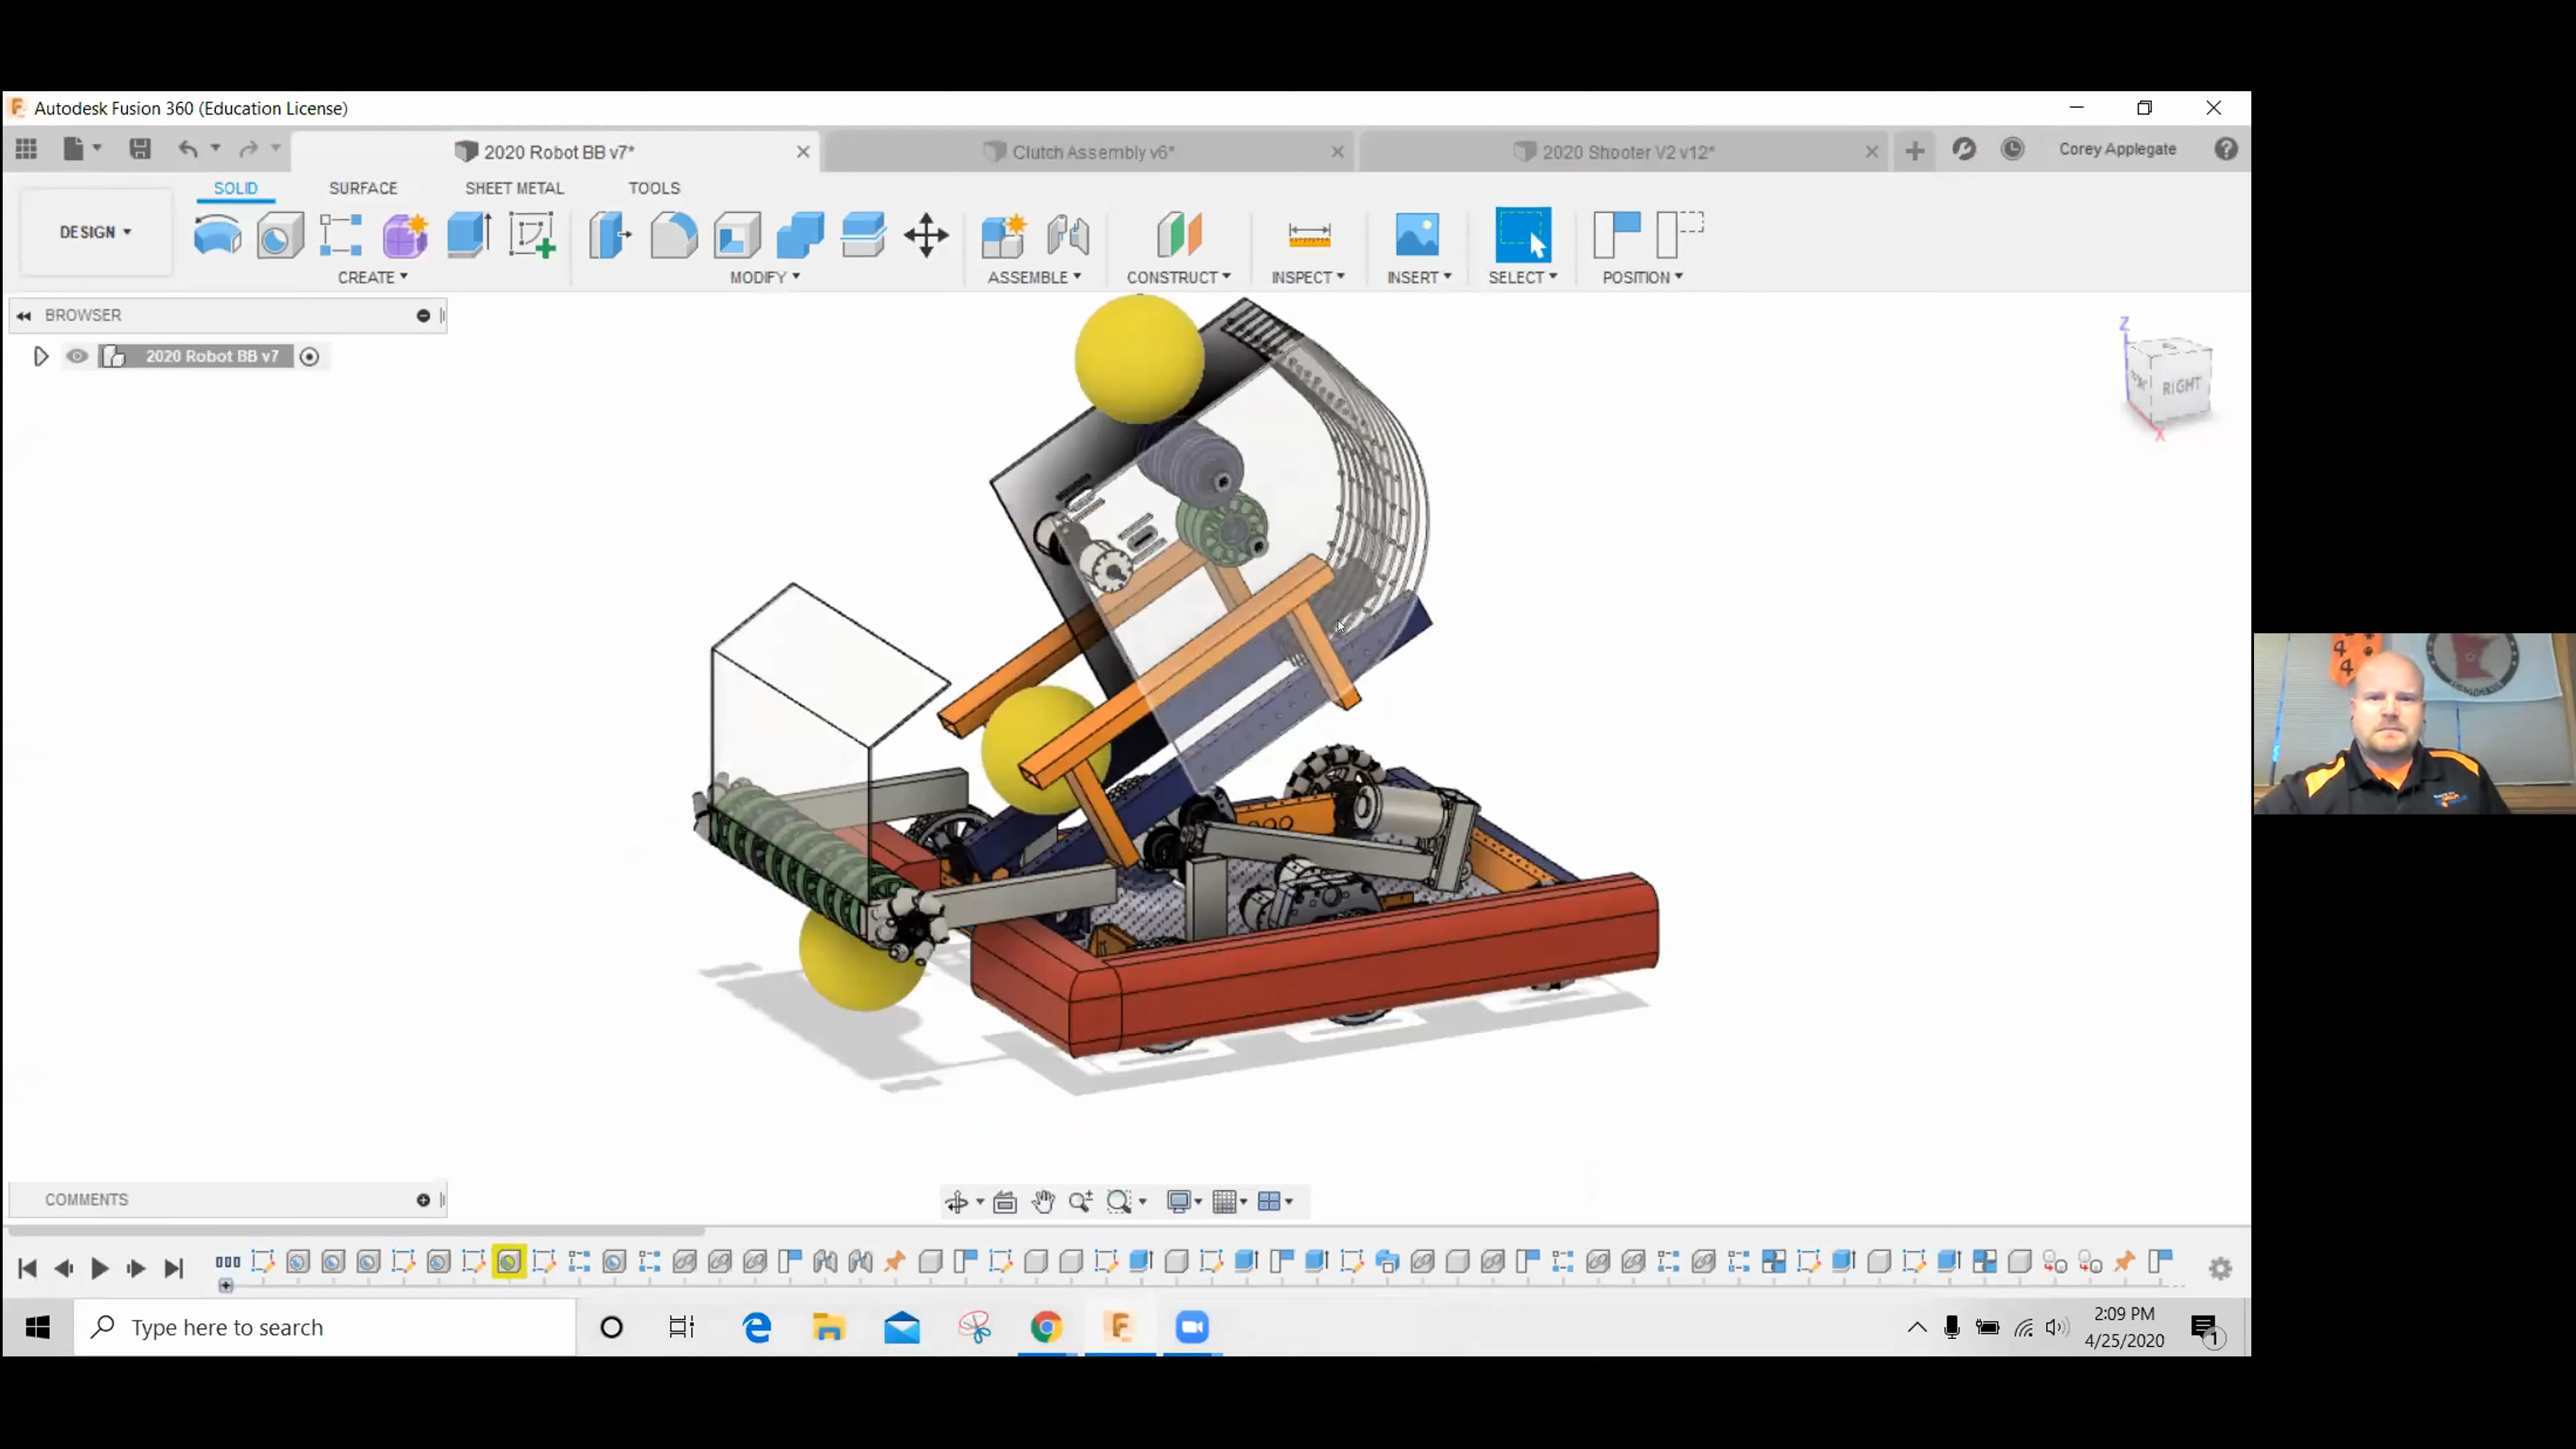 Autodesk Fusion 360 (Education License)
2020 Robot BB v7*
Clutch Assembly v6*
2020 Shooter V2 v12*
Corey Applegate
SOLID
SURFACE
SHEET METAL
TOOLS
DESIGN
CREATE
MODIFY
ASSEMBLE
CONSTRUCT
INSPECT
INSERT
SELECT
POSITION
BROWSER
2020 Robot BB v7
Z
RIGHT
X
COMMENTS
Type here to search
2:09 PM
4/25/2020
1